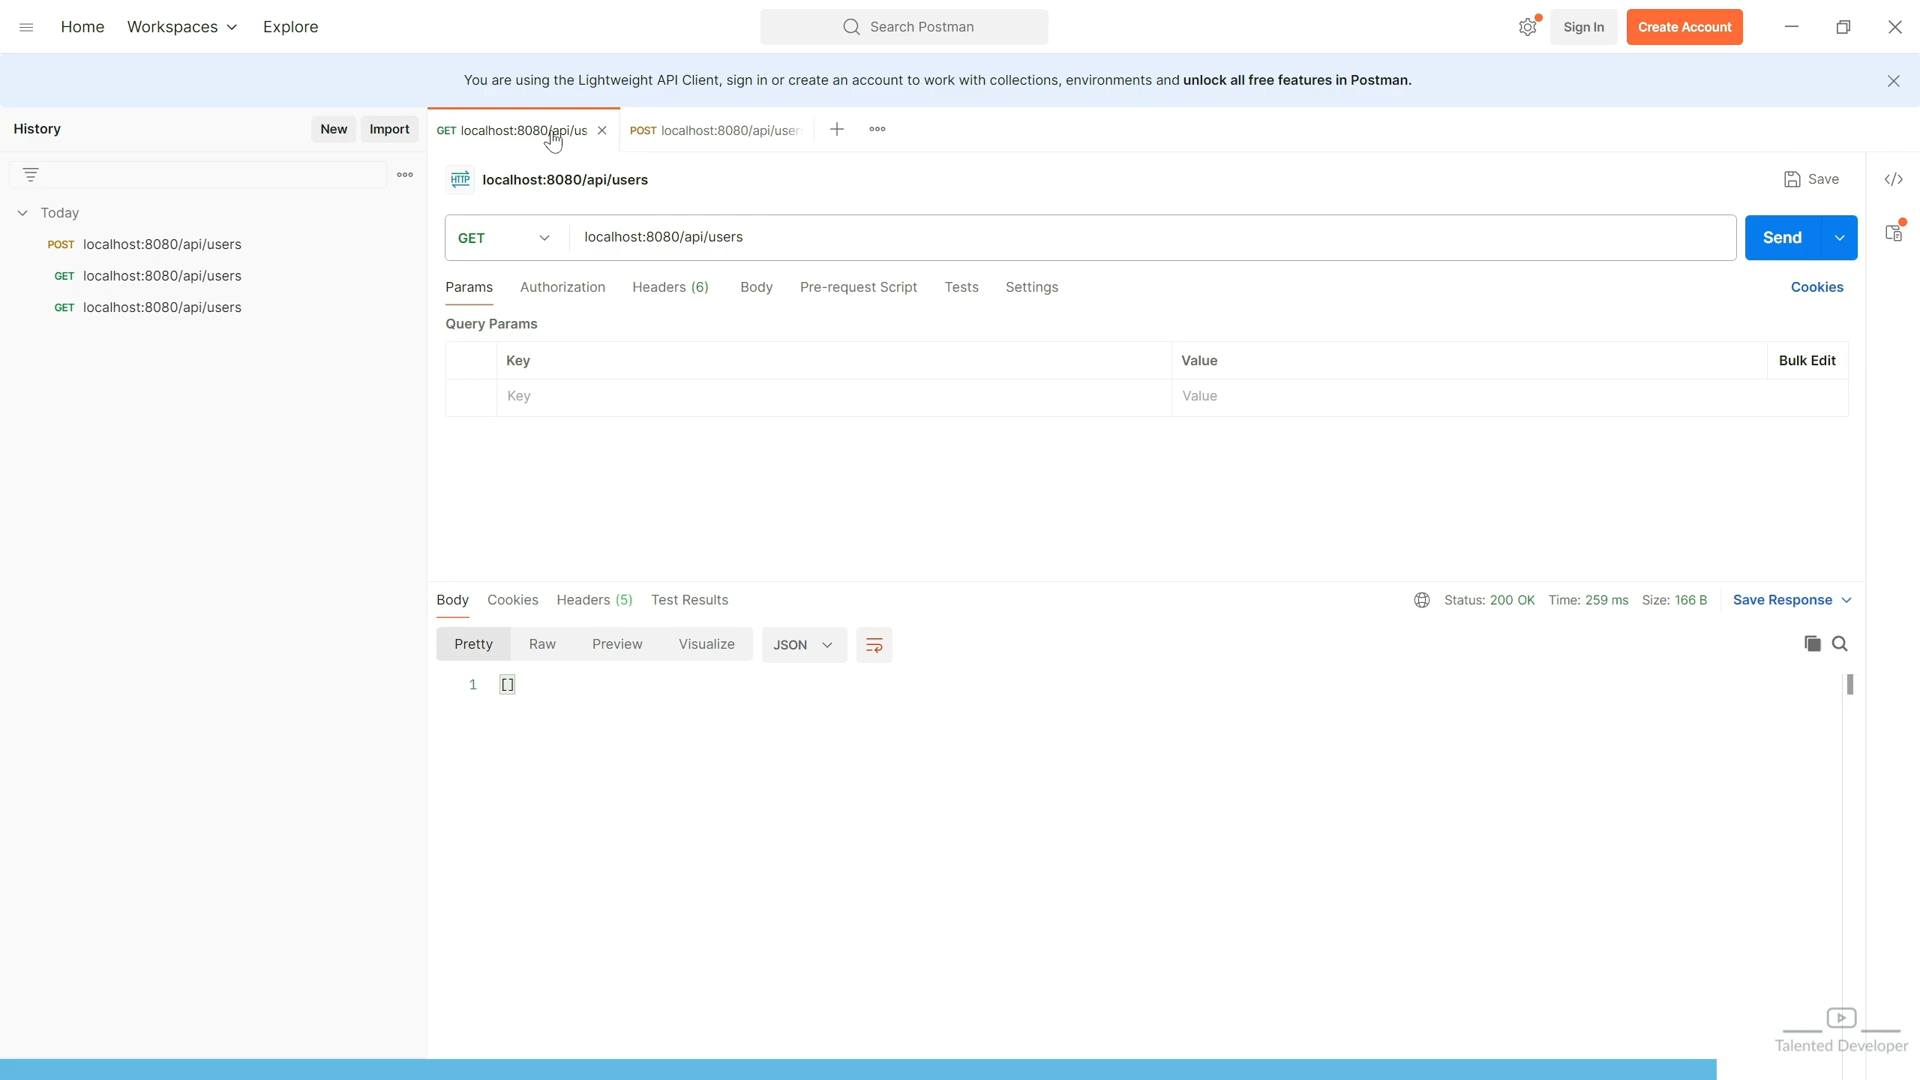 Home Workspaces Explore Search Postman Sign In Create Account
You are using the Lightweight API Client, sign in or create an account to work with collections, environments and unlock all free features in Postman.
History New Import GET localhost:8080/api/us POST localhost:8080/api/user
HTTP localhost:8080/api/users Save
Today
GET localhost:8080/api/users Send
POST localhost:8080/api/users
GET localhost:8080/api/users
GET localhost:8080/api/users
Params Authorization Headers (6) Body Pre-request Script Tests Settings Cookies
Query Params
Key Value Bulk Edit
Key Value
Body Cookies Headers (5) Test Results Status: 200 OK Time: 259 ms Size: 166 B Save Response
Pretty Raw Preview Visualize JSON
1 []
Talented Developer